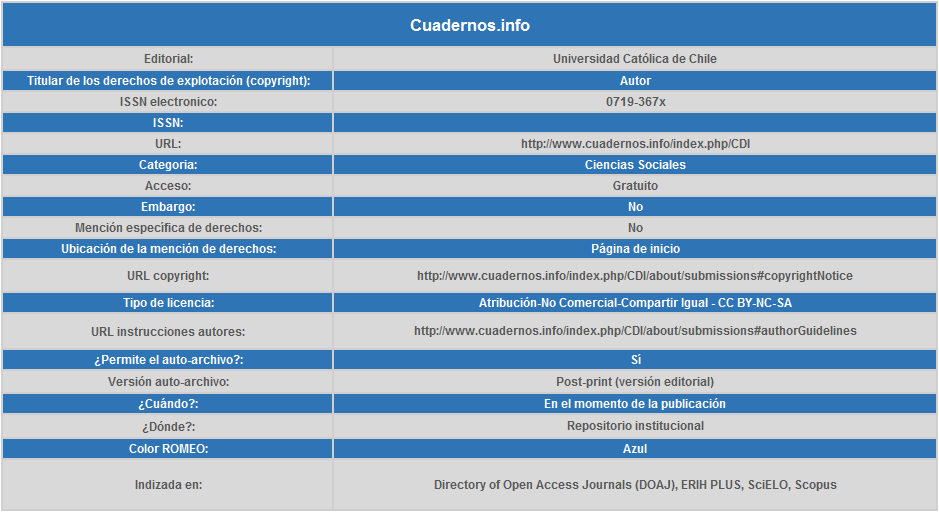 Cuadernos.info
Editorial: Universidad Católica de Chile
Titular de los derechos de explotación (copyright): Autor
ISSN electronico: 0719-367x
ISSN:
URL: http://www.cuadernos.info/index.php/CDI
Categoria: Ciencias Sociales
Acceso: Gratuito
Embargo: No
Mención específica de derechos: No
Ubicación de la mención de derechos: Página de inicio
URL copyright: http://www.cuadernos.info/index.php/CDI/about/submissions#copyrightNotice
Tipo de licencia: Atribución-No Comercial-Compartir Igual - CC BY-NC-SA
URL instrucciones autores: http://www.cuadernos.info/index.php/CDI/about/submissions#authorGuidelines
¿Permite el auto-archivo?: Sí
Versión auto-archivo: Post-print (versión editorial)
¿Cuándo?: En el momento de la publicación
¿Dónde?: Repositorio institucional
Color ROMEO: Azul
Indizada en: Directory of Open Access Journals (DOAJ), ERIH PLUS, SciELO, Scopus